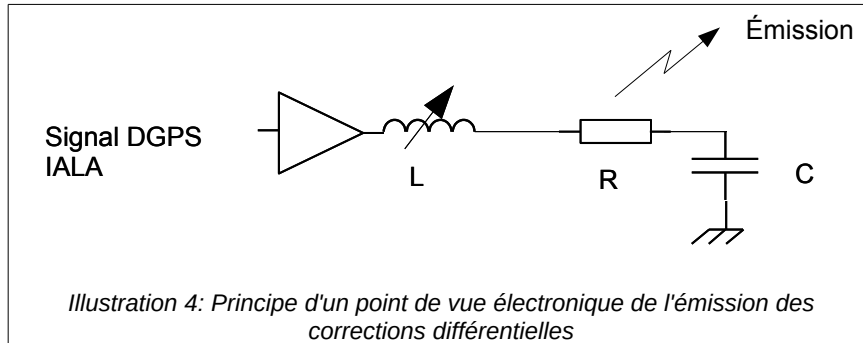 Émission
Signal DGPS
IALA
L
R
C
Illustration 4: Principe d'un point de vue électronique de l'émission des
corrections différentielles